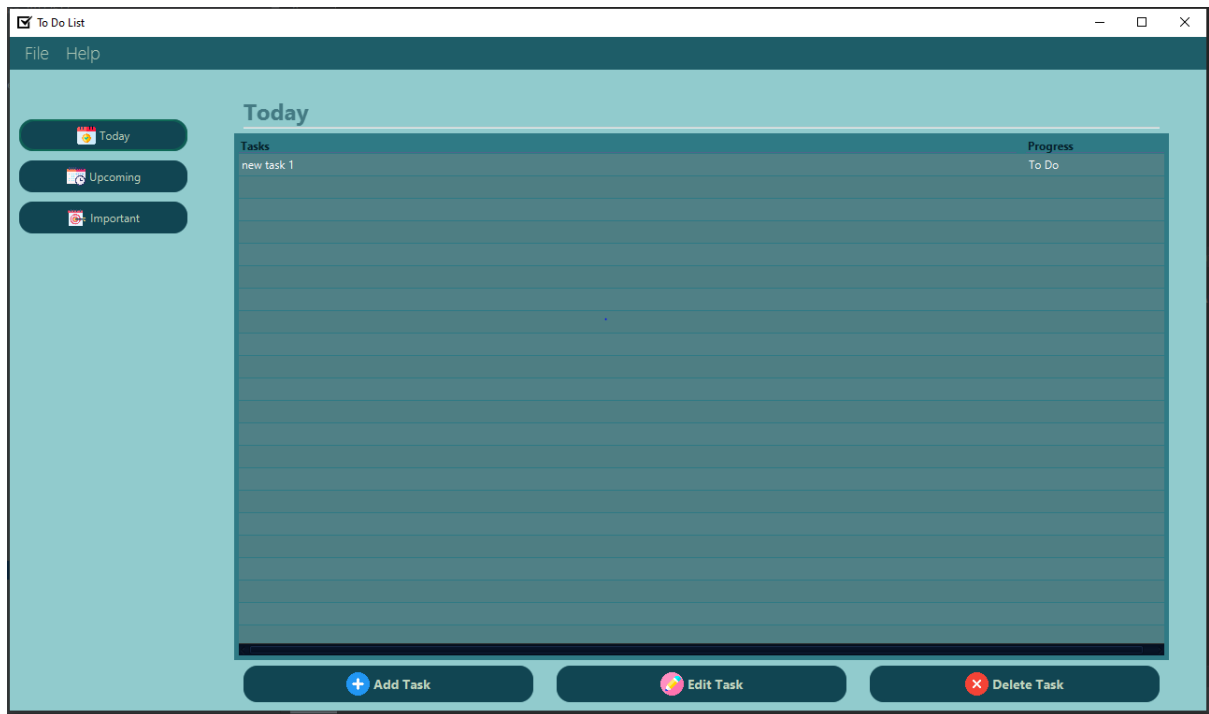 To Do List
File Help
Today
Upcoming
Important
Today
Tasks Progress
new task 1 To Do
Add Task Edit Task Delete Task